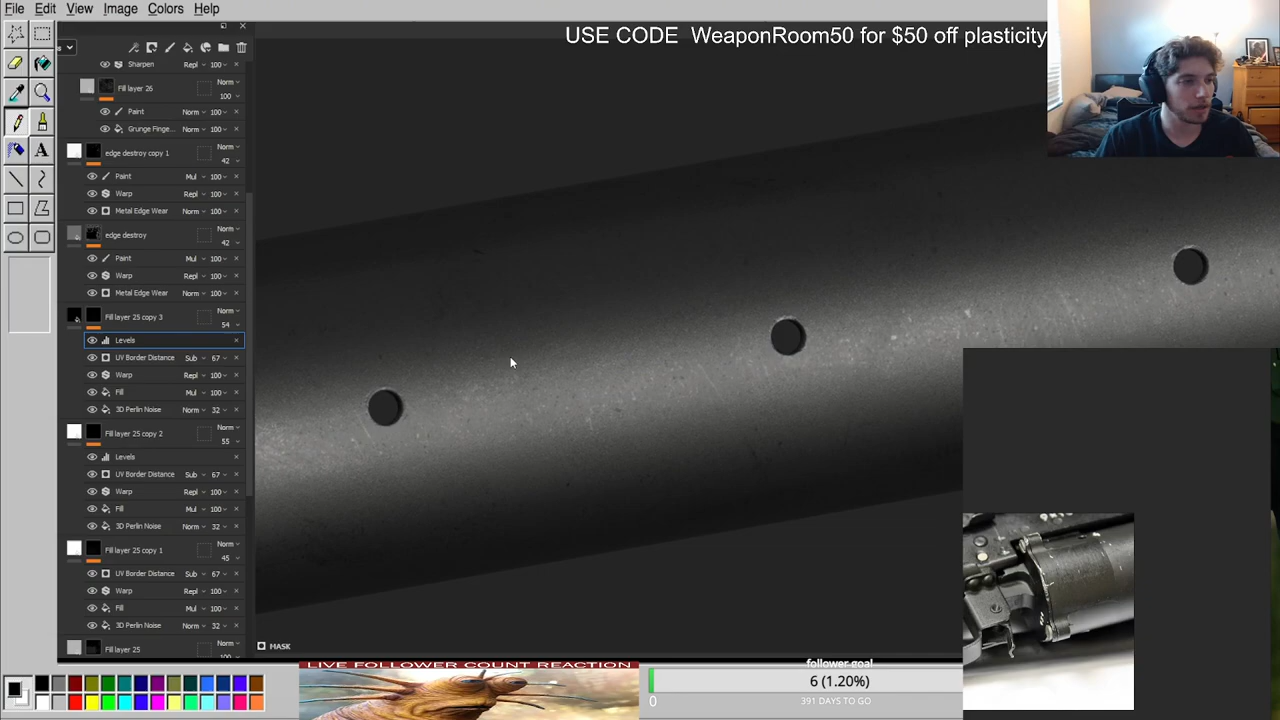 File Edit View Image Colors Help
USE CODE WeaponRoom50 for $50 off plasticity
Sharpen Repl 100
Fill layer 26 Norm 100
Paint Norm 100
Grunge Finge... Norm 100
edge destroy copy 1 Norm 42
Paint Mul 100
Warp Repl 100
Metal Edge Wear Norm 100
edge destroy Norm 42
Paint Mul 100
Warp Repl 100
Metal Edge Wear Norm 100
Fill layer 25 copy 3 Norm 54
Levels
UV Border Distance Sub 67
Warp Repl 100
Fill Mul 100
3D Perlin Noise Norm 32
Fill layer 25 copy 2 Norm 55
Levels
UV Border Distance Sub 67
Warp Repl 100
Fill Mul 100
3D Perlin Noise Norm 32
Fill layer 25 copy 1 Norm 45
UV Border Distance Sub 67
Warp Repl 100
Fill Mul 100
3D Perlin Noise Norm 32
Fill layer 25 Norm
MASK
LIVE FOLLOWER COUNT REACTION
follower goal
6 (1.20%)
0
391 DAYS TO GO